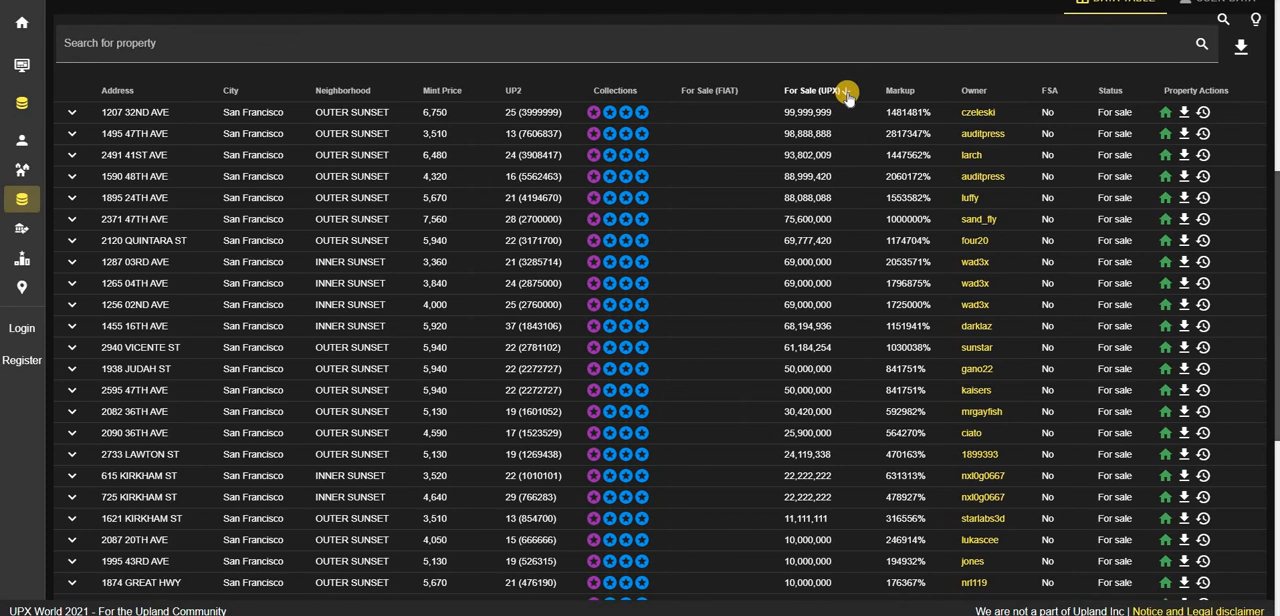 Search for property
Address City Neighborhood Mint Price UP2 Collections For Sale (FIAT) For Sale (UPX) Markup Owner FSA Status Property Actions
1207 32ND AVE San Francisco OUTER SUNSET 6,750 25 (3999999) 99,999,999 1481481% czeleski No For sale
1495 47TH AVE San Francisco OUTER SUNSET 3,510 13 (7606837) 98,888,888 2817347% auditpress No For sale
2491 41ST AVE San Francisco OUTER SUNSET 6,480 24 (3908417) 93,802,009 1447562% larch No For sale
1590 48TH AVE San Francisco OUTER SUNSET 4,320 16 (5562463) 88,999,420 2060172% auditpress No For sale
1895 24TH AVE San Francisco OUTER SUNSET 5,670 21 (4194670) 88,088,088 1553582% luffy No For sale
2371 47TH AVE San Francisco OUTER SUNSET 7,560 28 (2700000) 75,600,000 1000000% sand_fly No For sale
2120 QUINTARA ST San Francisco OUTER SUNSET 5,940 22 (3171700) 69,777,420 1174704% four20 No For sale
1287 03RD AVE San Francisco INNER SUNSET 3,360 21 (3285714) 69,000,000 2053571% wad3x No For sale
1265 04TH AVE San Francisco INNER SUNSET 3,840 24 (2875000) 69,000,000 1796875% wad3x No For sale
1256 02ND AVE San Francisco INNER SUNSET 4,000 25 (2760000) 69,000,000 1725000% wad3x No For sale
1455 16TH AVE San Francisco INNER SUNSET 5,920 37 (1843106) 68,194,936 1151941% darklaz No For sale
2940 VICENTE ST San Francisco OUTER SUNSET 5,940 22 (2781102) 61,184,254 1030038% sunstar No For sale
1938 JUDAH ST San Francisco OUTER SUNSET 5,940 22 (2272727) 50,000,000 841751% gano22 No For sale
2595 47TH AVE San Francisco OUTER SUNSET 5,940 22 (2272727) 50,000,000 841751% kaisers No For sale
2082 36TH AVE San Francisco OUTER SUNSET 5,130 19 (1601052) 30,420,000 592982% mrgayfish No For sale
2090 36TH AVE San Francisco OUTER SUNSET 4,590 17 (1523529) 25,900,000 564270% ciato No For sale
2733 LAWTON ST San Francisco OUTER SUNSET 5,130 19 (1269438) 24,119,338 470163% 1899393 No For sale
615 KIRKHAM ST San Francisco INNER SUNSET 3,520 22 (1010101) 22,222,222 631313% nxl0g0667 No For sale
725 KIRKHAM ST San Francisco INNER SUNSET 4,640 29 (766283) 22,222,222 478927% nxl0g0667 No For sale
1621 KIRKHAM ST San Francisco OUTER SUNSET 3,510 13 (854700) 11,111,111 316556% starlabs3d No For sale
2087 20TH AVE San Francisco OUTER SUNSET 4,050 15 (666666) 10,000,000 246914% lukascee No For sale
1995 43RD AVE San Francisco OUTER SUNSET 5,130 19 (526315) 10,000,000 194932% jones No For sale
1874 GREAT HWY San Francisco OUTER SUNSET 5,670 21 (476190) 10,000,000 176367% nrl119 No For sale
Login
Register
UPX World 2021 - For the Upland Community We are not a part of Upland Inc | Notice and Legal disclaimer